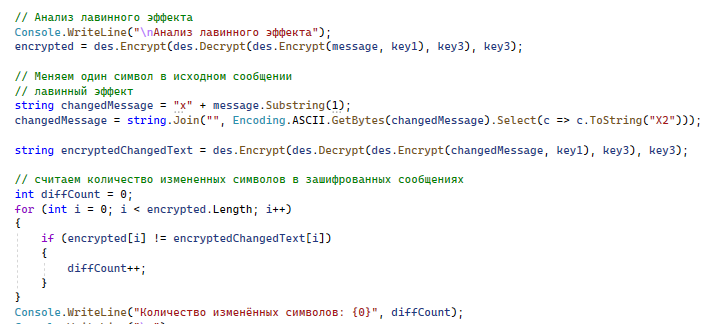 // Анализ лавинного эффекта
Console.WriteLine("\nАнализ лавинного эффекта");
encrypted = des.Encrypt(des.Decrypt(des.Encrypt(message, key1), key3), key3);
// Меняем один символ в исходном сообщении
// лавинный эффект
string changedMessage = "x" + message.Substring(1);
changedMessage = string.Join("", Encoding.ASCII.GetBytes(changedMessage).Select(c => c.ToString("X2")));
string encryptedChangedText = des.Encrypt(des.Decrypt(des.Encrypt(changedMessage, key1), key3), key3);
// считаем количество измененных символов в зашифрованных сообщениях
int diffCount = 0;
for (int i = 0; i < encrypted.Length; i++)
{
if (encrypted[i] != encryptedChangedText[i])
{
diffCount++;
}
}
Console.WriteLine("Количество изменённых символов: {0}", diffCount);